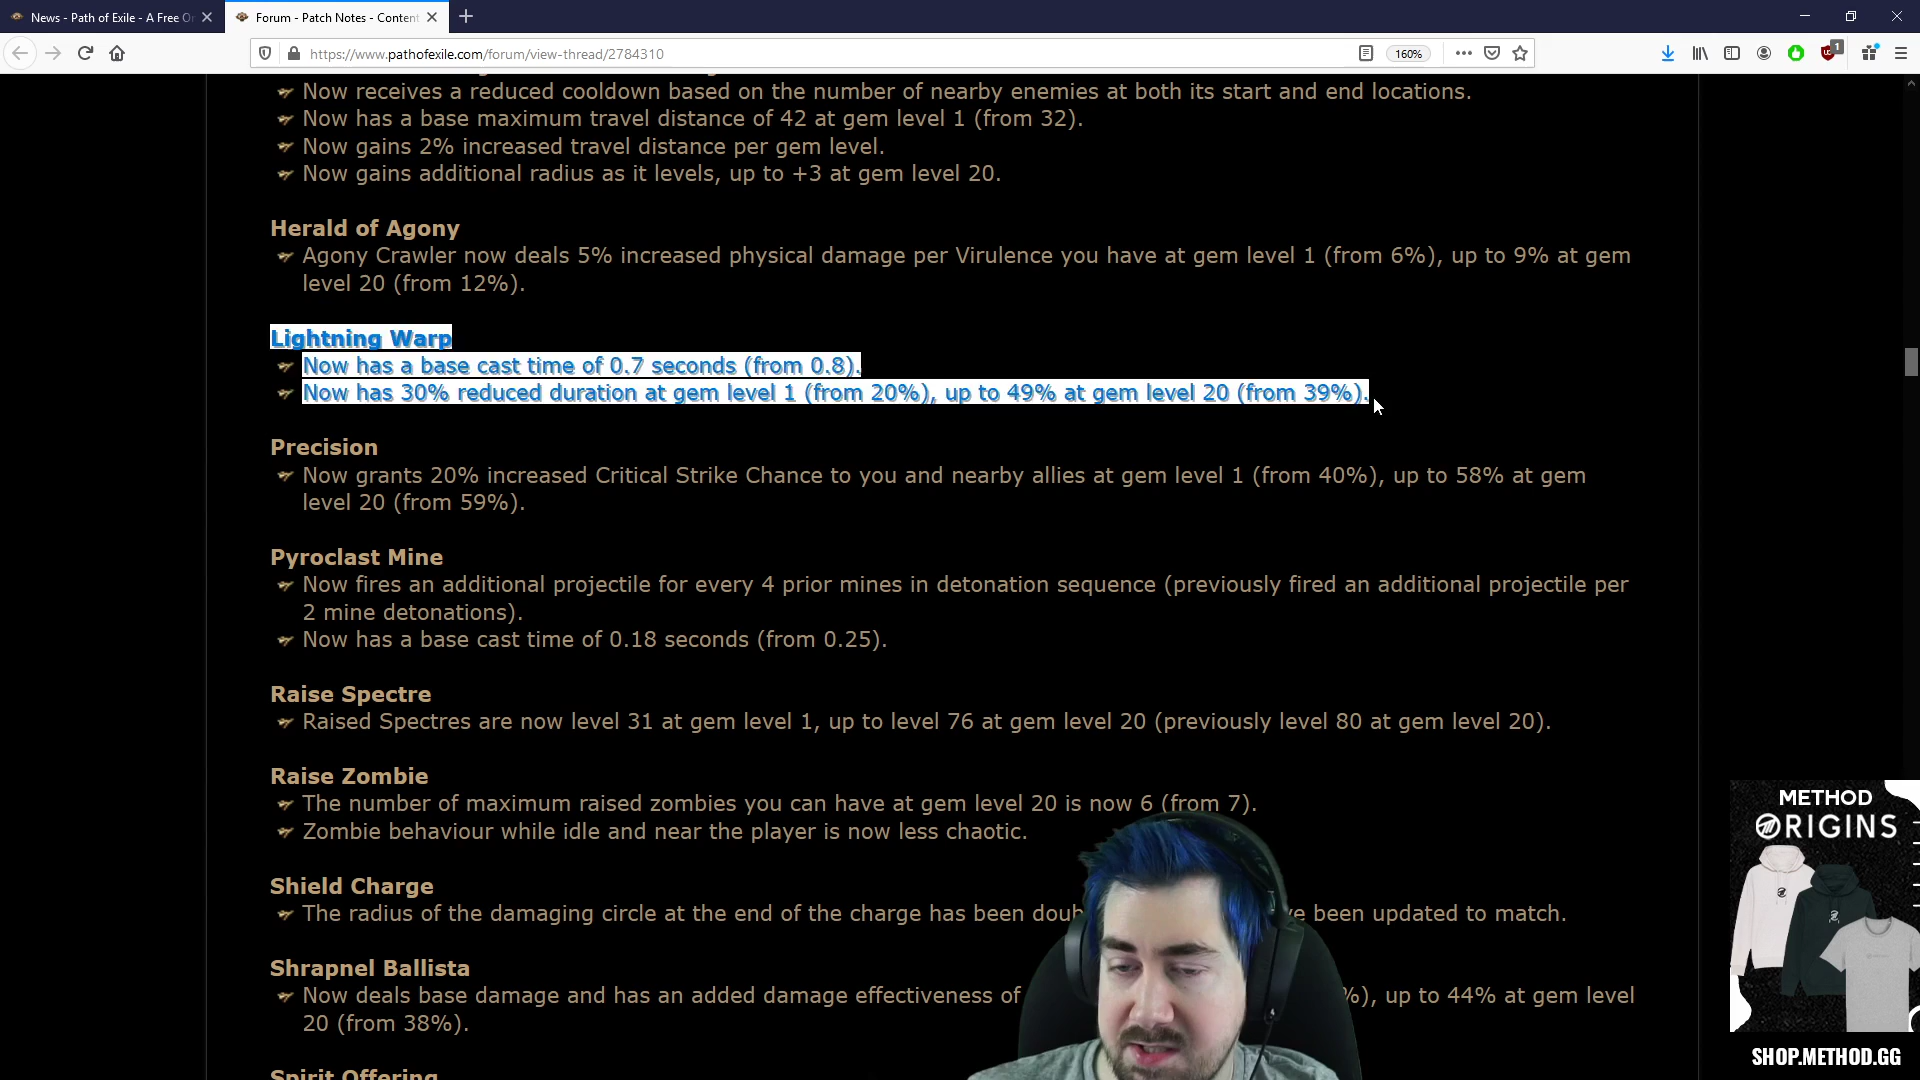 News - Path of Exile - A Free O
Forum - Patch Notes - Content
https://www.pathofexile.com/forum/view-thread/2784310
160%
1
Now receives a reduced cooldown based on the number of nearby enemies at both its start and end locations.
Now has a base maximum travel distance of 42 at gem level 1 (from 32).
Now gains 2% increased travel distance per gem level.
Now gains additional radius as it levels, up to +3 at gem level 20.
Herald of Agony
Agony Crawler now deals 5% increased physical damage per Virulence you have at gem level 1 (from 6%), up to 9% at gem
level 20 (from 12%).
Lightning Warp
Now has a base cast time of 0.7 seconds (from 0.8).
Now has 30% reduced duration at gem level 1 (from 20%), up to 49% at gem level 20 (from 39%).
Precision
Now grants 20% increased Critical Strike Chance to you and nearby allies at gem level 1 (from 40%), up to 58% at gem
level 20 (from 59%).
Pyroclast Mine
Now fires an additional projectile for every 4 prior mines in detonation sequence (previously fired an additional projectile per
2 mine detonations).
Now has a base cast time of 0.18 seconds (from 0.25).
Raise Spectre
Raised Spectres are now level 31 at gem level 1, up to level 76 at gem level 20 (previously level 80 at gem level 20).
Raise Zombie
The number of maximum raised zombies you can have at gem level 20 is now 6 (from 7).
Zombie behaviour while idle and near the player is now less chaotic.
Shield Charge
The radius of the damaging circle at the end of the charge has been doub ve been updated to match.
Shrapnel Ballista
Now deals base damage and has an added damage effectiveness of %), up to 44% at gem level
20 (from 38%).
Spirit Offering
METHOD
ORIGINS
SHOP.METHOD.GG